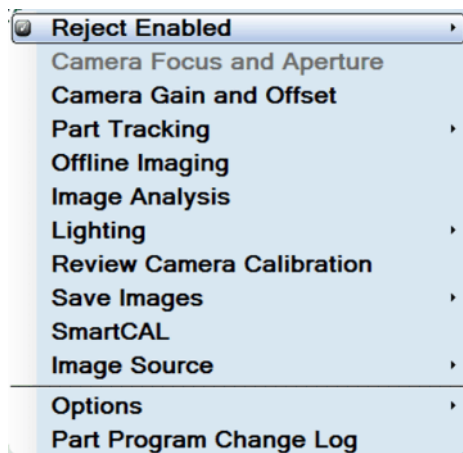 Reject Enabled
Camera Focus and Aperture
Camera Gain and Offset
Part Tracking
Offline Imaging
Image Analysis
Lighting
Review Camera Calibration
Save Images
SmartCAL
Image Source
Options
Part Program Change Log